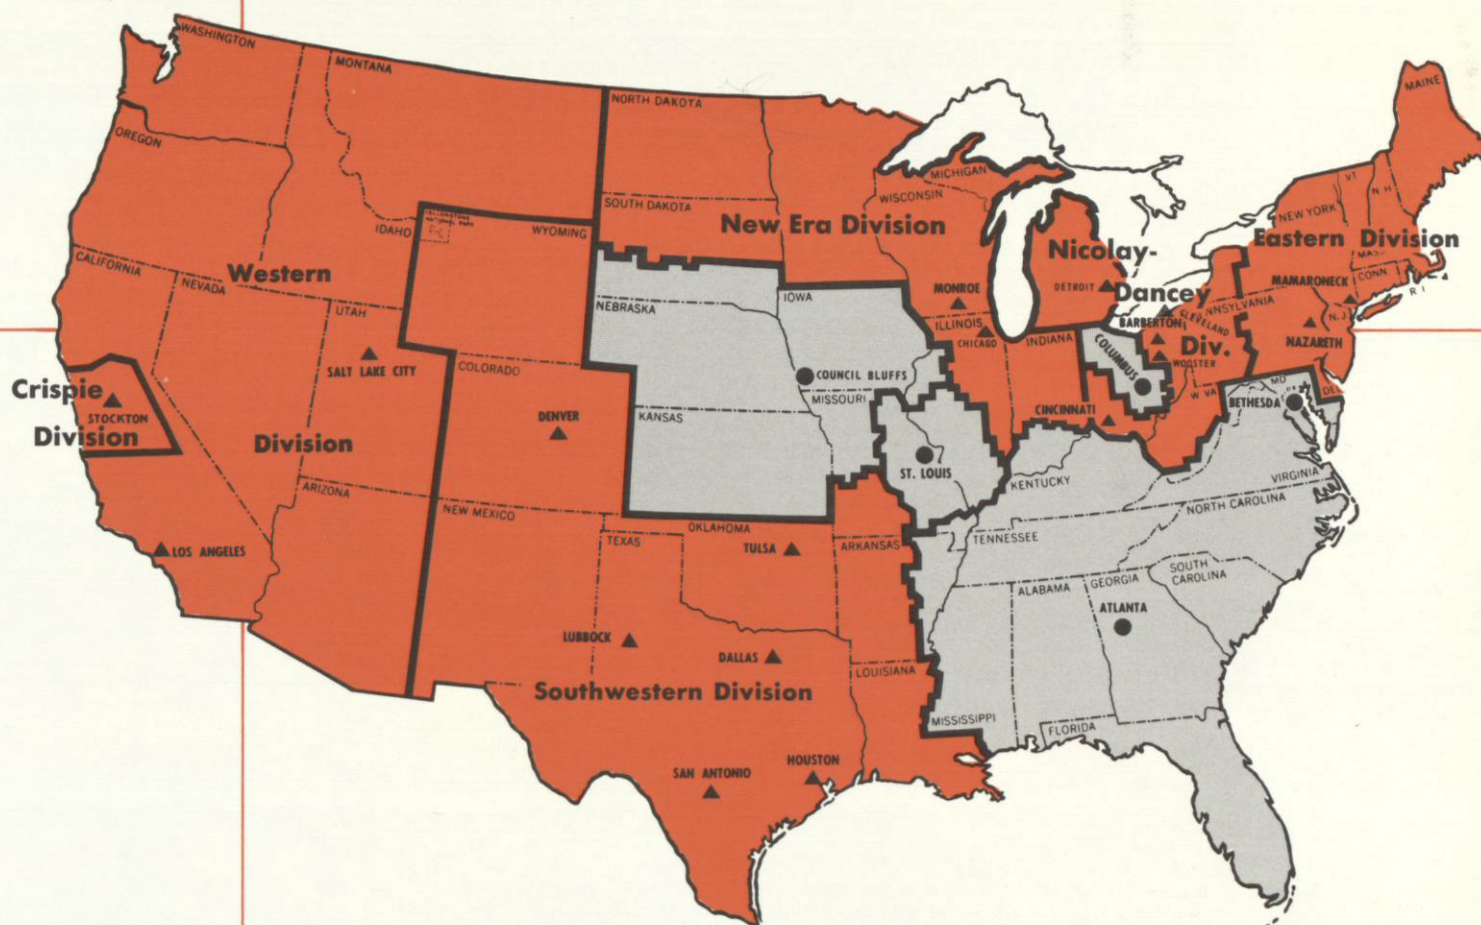 WASHINGTON
MONTANA
NORTH DAKOTA
MAINE
OREGON
MICHIGAN
WISCONSIN
VT
N H
SOUTH DAKOTA
NEW YORK
New Era Division
IDAHO
YELLOWSTONE
NATIONAL PARK
WYOMING
Eastern Division
Nicolay-
CALIFORNIA
Western
NEVADA
MASS
CONN
R I
MAMARONECK
DETROIT
Dancey
MONROE
IOWA
NEBRASKA
UTAH
NNSYLVANIA
N. J.
BARBERTON
CLEVELAND
ILLINOIS
CHICAGO
INDIANA
COLUMBUS
Div.
NAZARETH
WOOSTER
SALT LAKE CITY
COLORADO
COUNCIL BLUFFS
MISSOURI
MD
DEL
W VA
BETHESDA
Crispie
STOCKTON
Division
Division
DENVER
KANSAS
CINCINNATI
ST. LOUIS
KENTUCKY
VIRGINIA
ARIZONA
NEW MEXICO
OKLAHOMA
NORTH CAROLINA
TEXAS
TENNESSEE
LOS ANGELES
TULSA
ARKANSAS
SOUTH
CAROLINA
ALABAMA
GEORGIA
ATLANTA
LUBBOCK
DALLAS
LOUISIANA
Southwestern Division
MISSISSIPPI
FLORIDA
SAN ANTONIO
HOUSTON